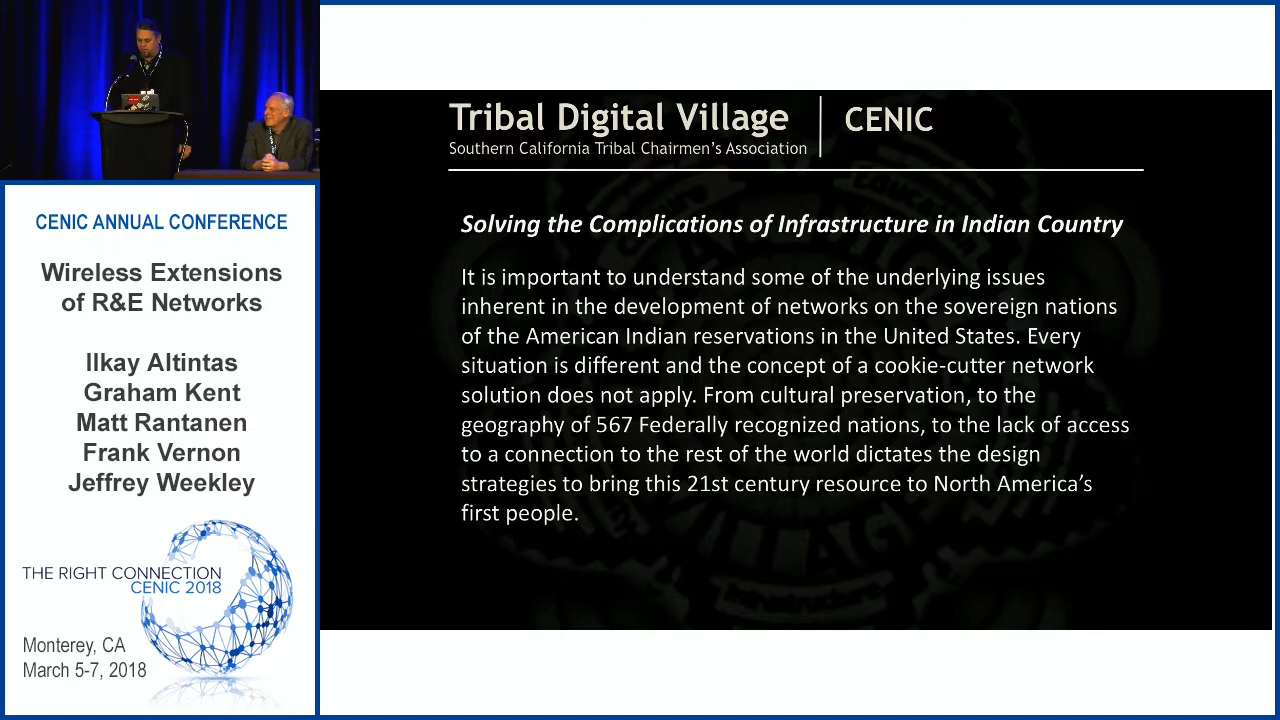 CENIC ANNUAL CONFERENCE
Wireless Extensions
of R&E Networks
Ilkay Altintas
Graham Kent
Matt Rantanen
Frank Vernon
Jeffrey Weekley
THE RIGHT CONNECTION
CENIC 2018
Monterey, CA
March 5-7, 2018
Tribal Digital Village
Southern California Tribal Chairmen's Association
CENIC
Solving the Complications of Infrastructure in Indian Country
It is important to understand some of the underlying issues
inherent in the development of networks on the sovereign nations
of the American Indian reservations in the United States. Every
situation is different and the concept of a cookie-cutter network
solution does not apply. From cultural preservation, to the
geography of 567 Federally recognized nations, to the lack of access
to a connection to the rest of the world dictates the design
strategies to bring this 21st century resource to North America's
first people.